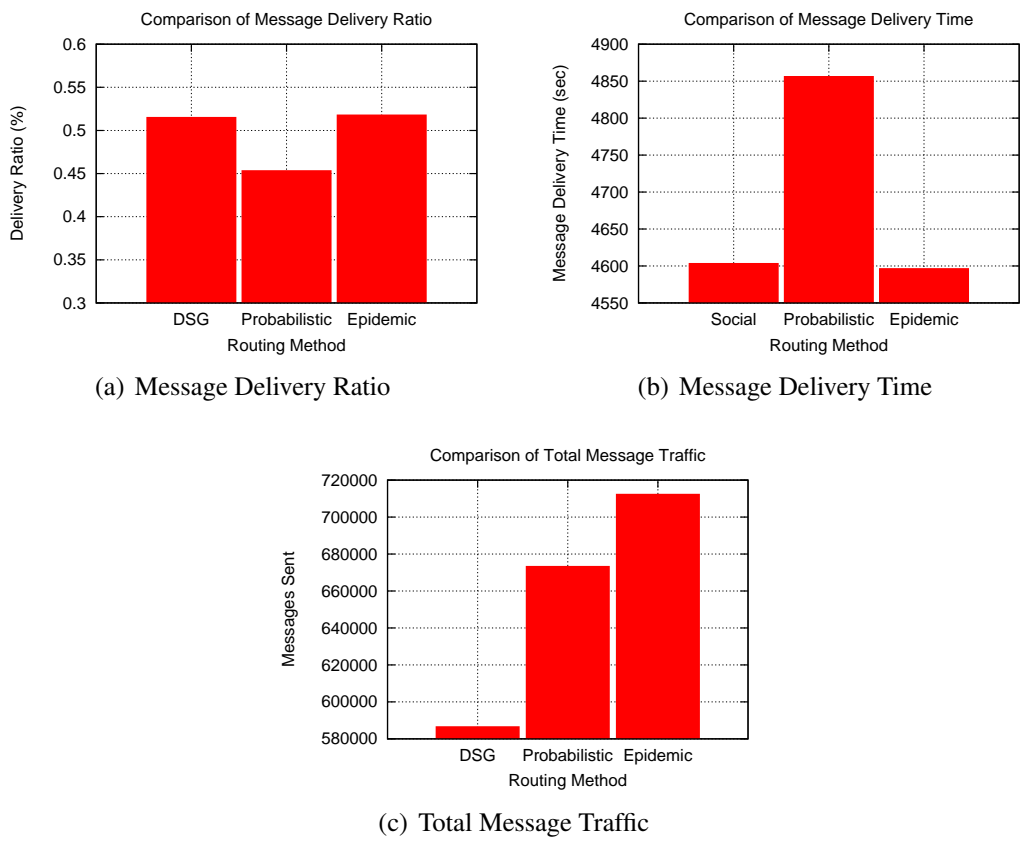 Comparison of Message Delivery Ratio
Delivery Ratio (%)
0.6
0.55
0.5
0.45
0.4
0.35
0.3
DSG Probabilistic Epidemic
Routing Method
(a) Message Delivery Ratio
Comparison of Message Delivery Time
Message Delivery Time (sec)
4900
4850
4800
4750
4700
4650
4600
4550
Social Probabilistic Epidemic
Routing Method
(b) Message Delivery Time
Comparison of Total Message Traffic
Messages Sent
720000
700000
680000
660000
640000
620000
600000
580000
DSG Probabilistic Epidemic
Routing Method
(c) Total Message Traffic